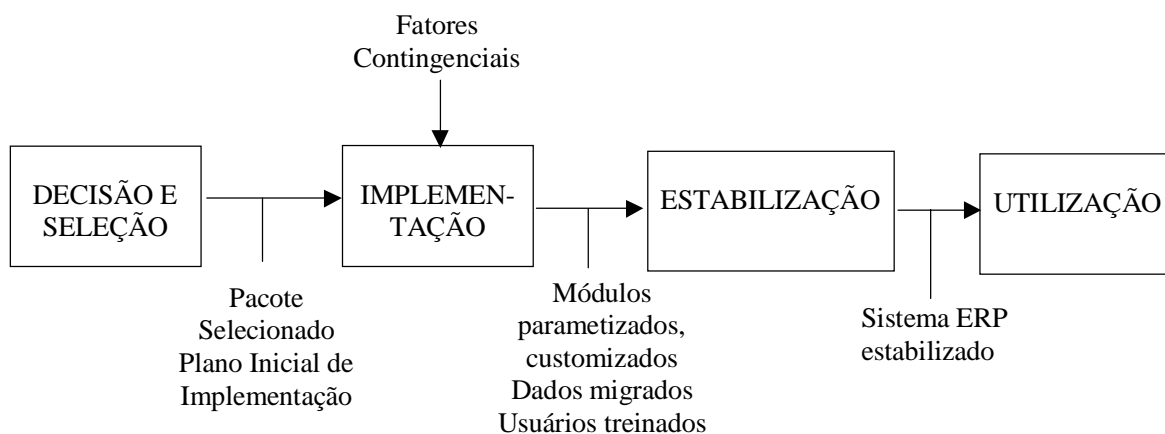 Fatores
Contingenciais
DECISÃO E
SELEÇÃO
IMPLEMEN-
TAÇÃO
ESTABILIZAÇÃO
UTILIZAÇÃO
Pacote
Selecionado
Plano Inicial de
Implementação
Módulos
parametizados,
customizados
Dados migrados
Usuários treinados
Sistema ERP
estabilizado